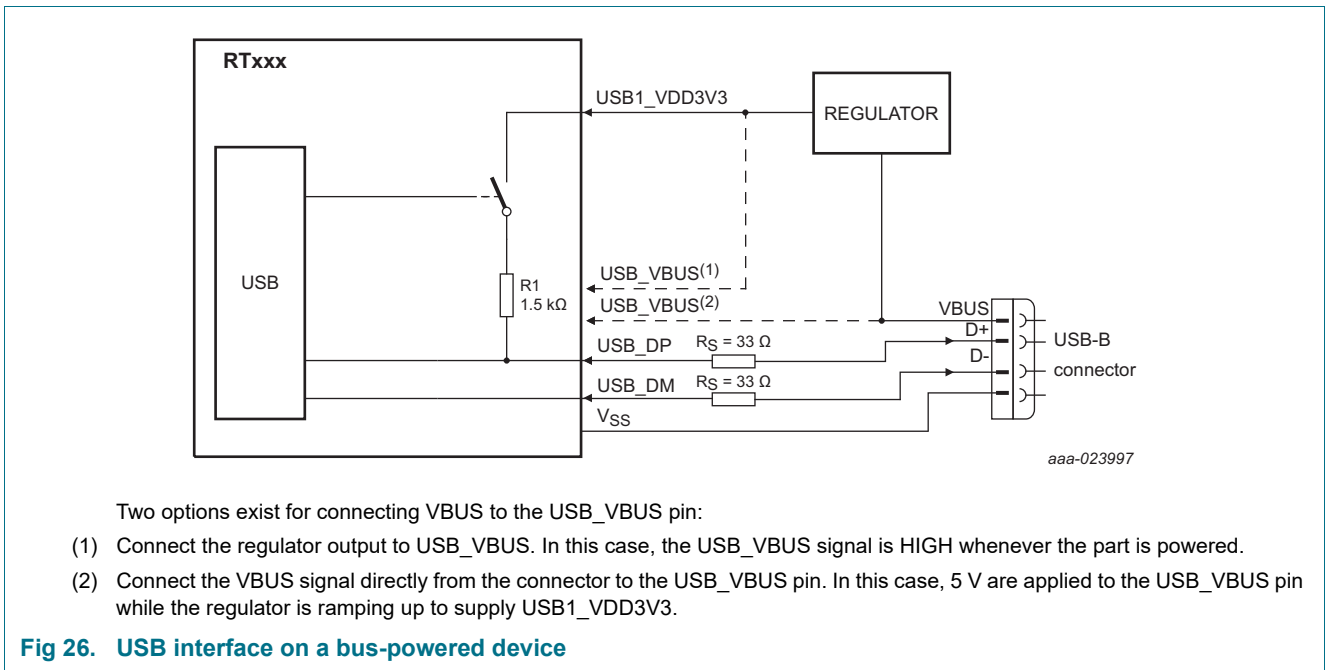 RTxxx
USB1_VDD3V3
REGULATOR
USB
R1
1.5 kΩ
USB_VBUS(1)
USB_VBUS(2)
VBUS
D+
USB-B
USB_DP
RS = 33 Ω
D-
connector
USB_DM
RS = 33 Ω
VSS
aaa-023997
Two options exist for connecting VBUS to the USB_VBUS pin:
(1) Connect the regulator output to USB_VBUS. In this case, the USB_VBUS signal is HIGH whenever the part is powered.
(2) Connect the VBUS signal directly from the connector to the USB_VBUS pin. In this case, 5 V are applied to the USB_VBUS pin
while the regulator is ramping up to supply USB1_VDD3V3.
Fig 26. USB interface on a bus-powered device